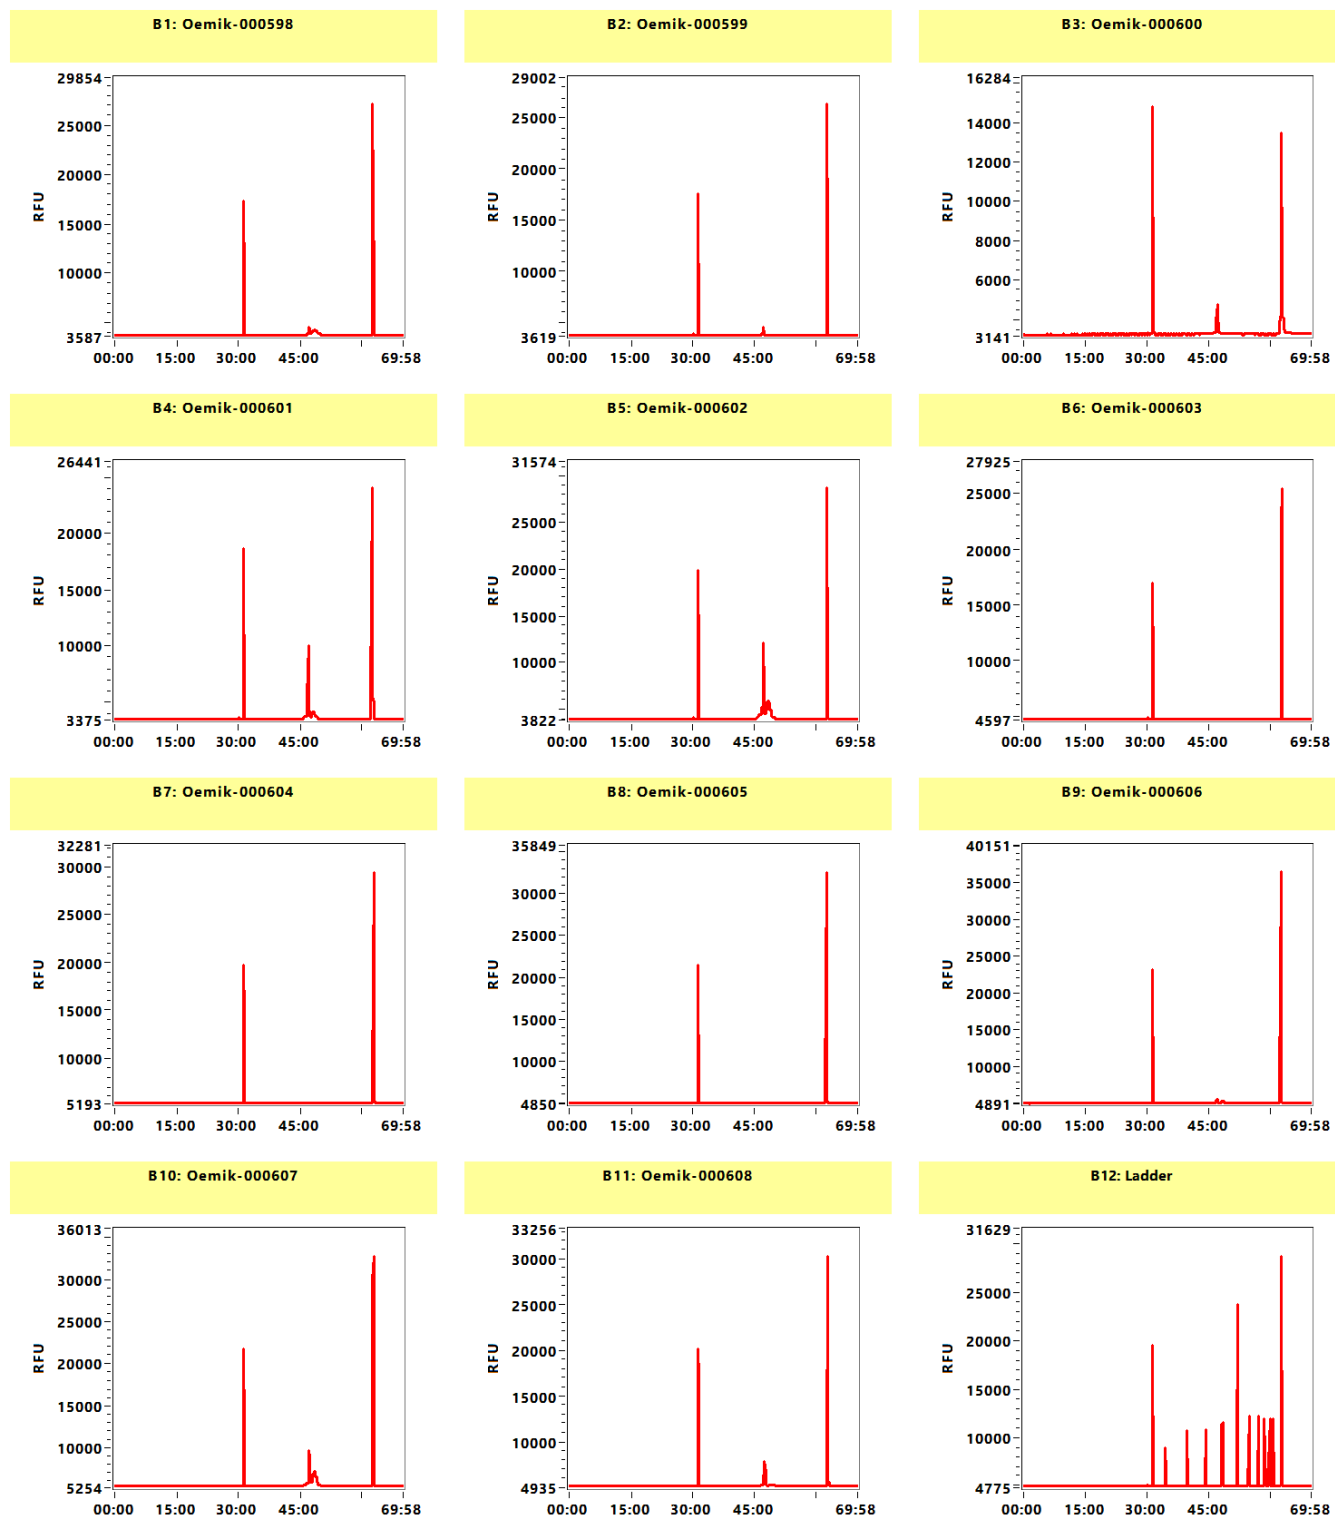 B1: Oemik-000598
B2: Oemik-000599
B3: Oemik-000600
29854
25000
20000
15000
10000
3587
RFU
00:00 15:00 30:00 45:00 69:58
29002
25000
20000
15000
10000
3619
RFU
00:00 15:00 30:00 45:00 69:58
16284
14000
12000
10000
8000
6000
3141
RFU
00:00 15:00 30:00 45:00 69:58
B4: Oemik-000601
B5: Oemik-000602
B6: Oemik-000603
26441
20000
15000
10000
3375
RFU
00:00 15:00 30:00 45:00 69:58
31574
25000
20000
15000
10000
3822
RFU
00:00 15:00 30:00 45:00 69:58
27925
25000
20000
15000
10000
4597
RFU
00:00 15:00 30:00 45:00 69:58
B7: Oemik-000604
B8: Oemik-000605
B9: Oemik-000606
32281
30000
25000
20000
15000
10000
5193
RFU
00:00 15:00 30:00 45:00 69:58
35849
30000
25000
20000
15000
10000
4850
RFU
00:00 15:00 30:00 45:00 69:58
40151
35000
30000
25000
20000
15000
10000
4891
RFU
00:00 15:00 30:00 45:00 69:58
B10: Oemik-000607
B11: Oemik-000608
B12: Ladder
36013
30000
25000
20000
15000
10000
5254
RFU
00:00 15:00 30:00 45:00 69:58
33256
30000
25000
20000
15000
10000
4935
RFU
00:00 15:00 30:00 45:00 69:58
31629
25000
20000
15000
10000
4775
RFU
00:00 15:00 30:00 45:00 69:58